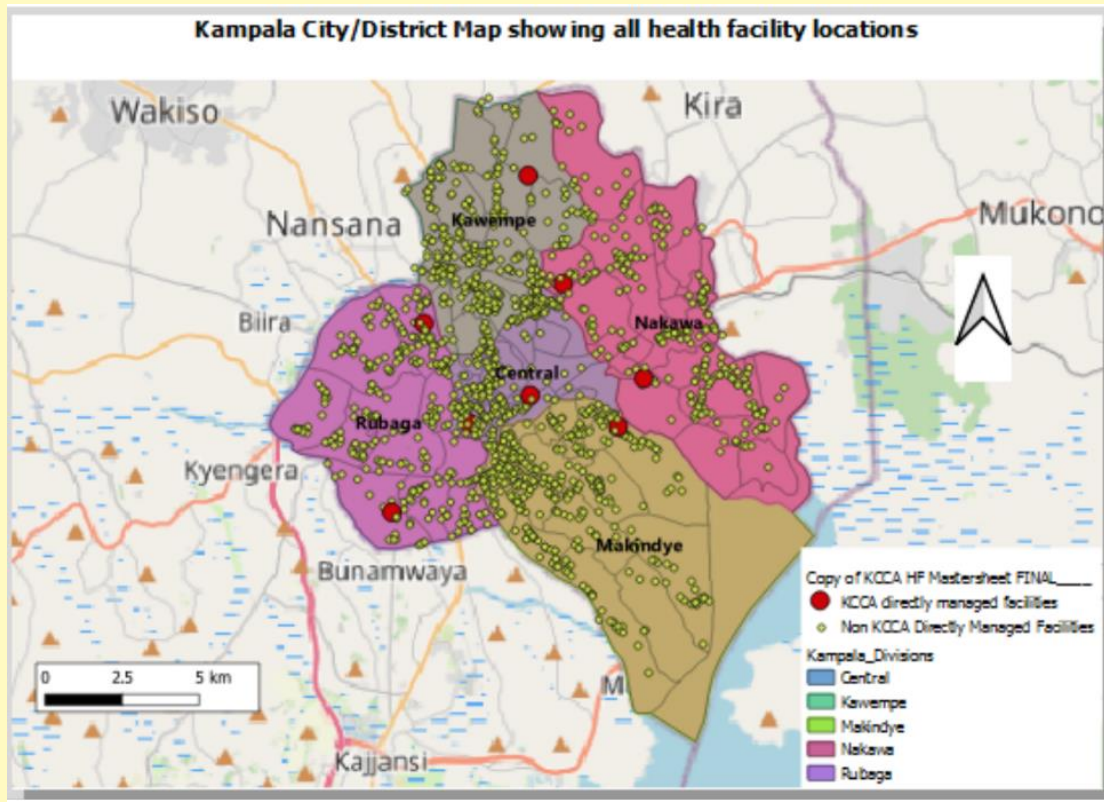 Kampala City/District Map showing all health facility locations
Wakiso
Kira
Mukono
Nansana
Kawempe
Biira
Nakawa
Central
Rubaga
Kyengera
Makindye
Bunamwaya
Copy of KCCA HF Mastersheet FINAL____
KCCA directly managed facilities
Non KCCA Directly Managed Facilities
Kampala_Divisions
Central
Kawempe
Makindye
Nakawa
Rubaga
0 2.5 5 km
M
Kajjansi